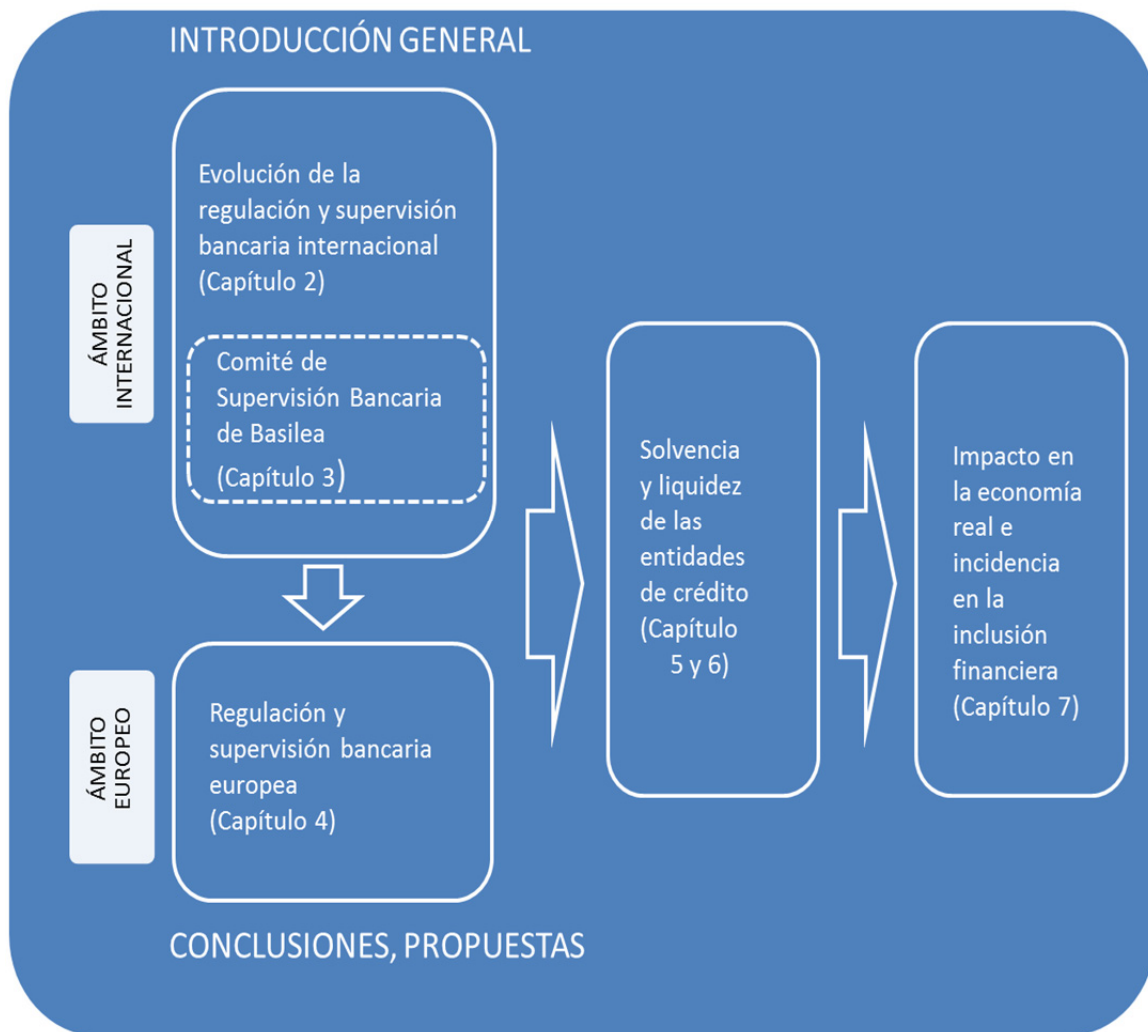 INTRODUCCIÓN GENERAL
ÁMBITO
INTERNACIONAL
Evolución de la
regulación y supervisión
bancaria internacional
(Capítulo 2)
Comité de
Supervisión Bancaria
de Basilea
(Capítulo 3)
ÁMBITO
EUROPEO
Regulación y
supervisión bancaria
europea
(Capítulo 4)
Solvencia
y liquidez
de las
entidades
de crédito
(Capítulo
5 y 6)
Impacto en
la economía
real e
incidencia
en la
inclusión
financiera
(Capítulo 7)
CONCLUSIONES, PROPUESTAS